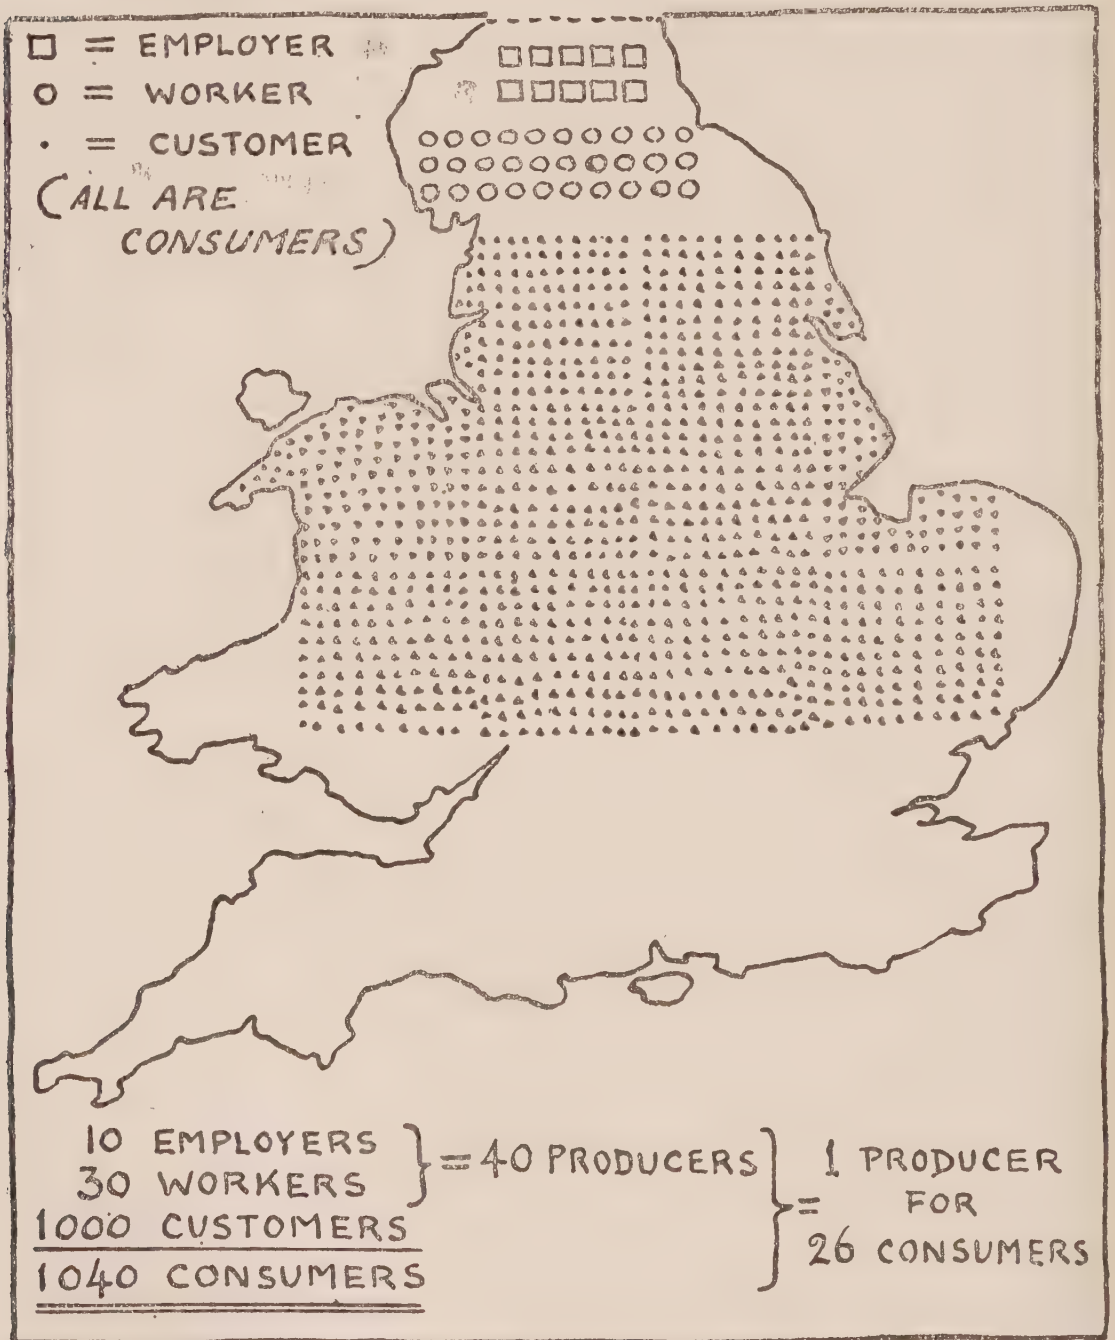 □ = EMPLOYER
○ = WORKER
· = CUSTOMER
(ALL ARE
CONSUMERS)
10 EMPLOYERS
30 WORKERS
} = 40 PRODUCERS
1000 CUSTOMERS
1040 CONSUMERS
} = 1 PRODUCER
FOR
26 CONSUMERS